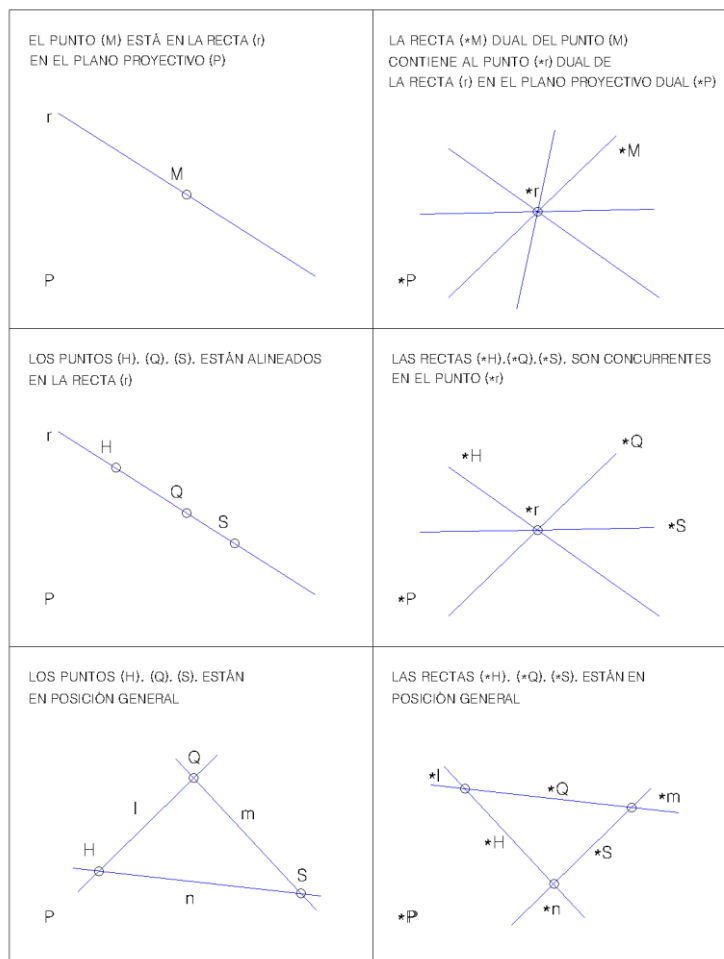 EL PUNTO (M) ESTÁ EN LA RECTA (r)
EN EL PLANO PROYECTIVO (P)
r
M
P
LA RECTA (*M) DUAL DEL PUNTO (M)
CONTIENE AL PUNTO (*r) DUAL DE
LA RECTA (r) EN EL PLANO PROYECTIVO DUAL (*P)
*M
*r
*P
LOS PUNTOS (H), (Q), (S), ESTÁN ALINEADOS
EN LA RECTA (r)
r
H
Q
S
P
LAS RECTAS (*H),(*Q),(*S), SON CONCURRENTES
EN EL PUNTO (*r)
*Q
*H
*r
*S
*P
LOS PUNTOS (H), (Q), (S), ESTÁN
EN POSICIÓN GENERAL
Q
l
m
H
S
n
P
LAS RECTAS (*H), (*Q), (*S), ESTÁN EN
POSICIÓN GENERAL
*l
*Q
*m
*H
*S
*n
*P